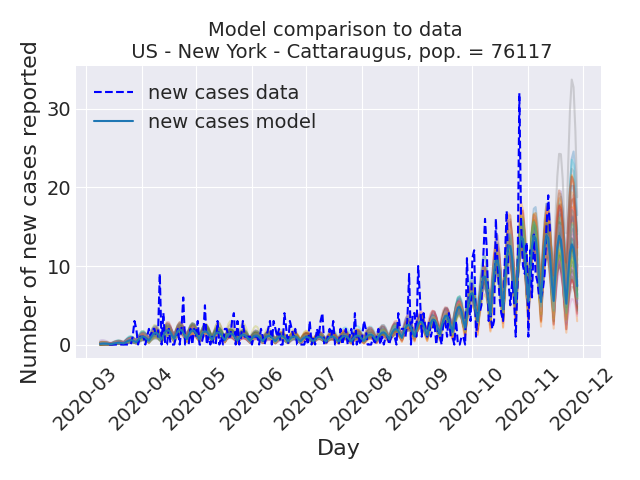 Model comparison to data
US - New York - Cattaraugus, pop. = 76117
Number of new cases reported
new cases data
new cases model
30
20
10
0
2020-03
2020-04
2020-05
2020-06
2020-07
2020-08
2020-09
2020-10
2020-11
2020-12
Day